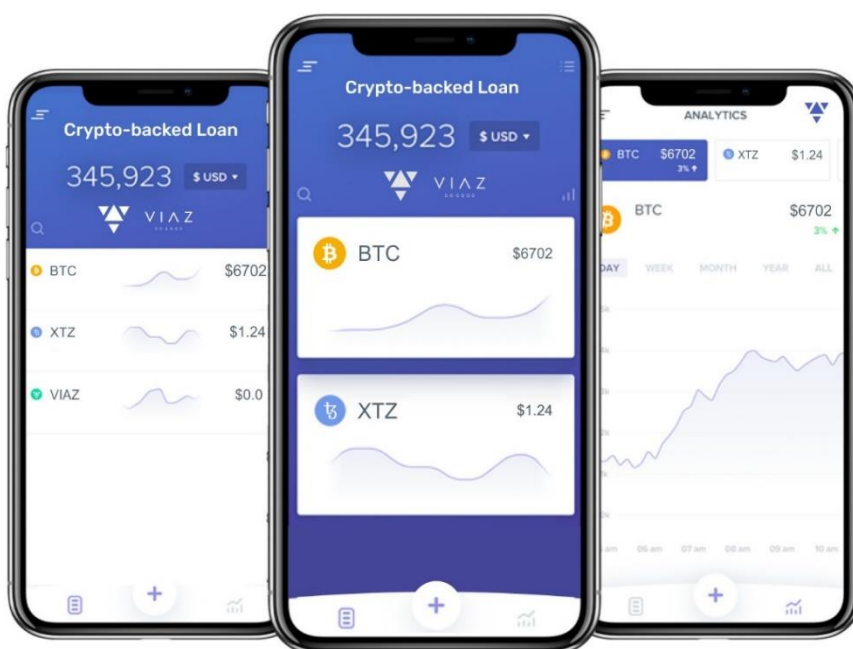 Crypto-backed Loan
345,923 $ USD
VIAZ
BTC $6702
XTZ $1.24
VIAZ $0.0
Crypto-backed Loan
345,923 $ USD
VIAZ
BTC $6702
XTZ $1.24
ANALYTICS
BTC $6702 XTZ $1.24
3%
BTC $6702
3%
DAY WEEK MONTH YEAR ALL
06 am 07 am 08 am 09 am 10 am